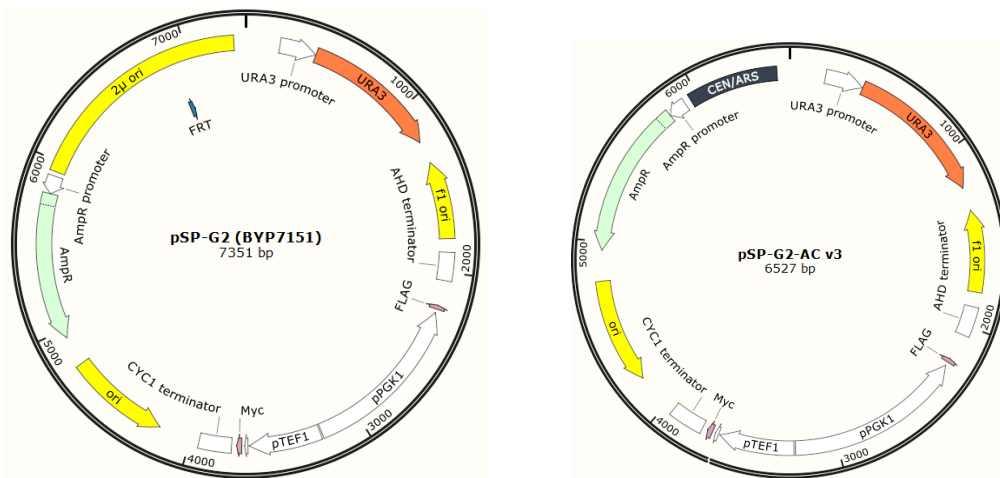 7000
2µ ori
FRT
URA3 promoter
URA3
1000
6000
AmpR promoter
AmpR
pSP-G2 (BYP7151)
7351 bp
f1 ori
AHD terminator
2000
FLAG
5000
ori
CYC1 terminator
Myc
pPGK1
3000
pTEF1
4000
6000
CEN/ARS
AmpR promoter
URA3 promoter
URA3
1000
AmpR
pSP-G2-AC v3
6527 bp
5000
f1 ori
AHD terminator
2000
FLAG
ori
CYC1 terminator
Myc
4000
pTEF1
pPGK1
3000